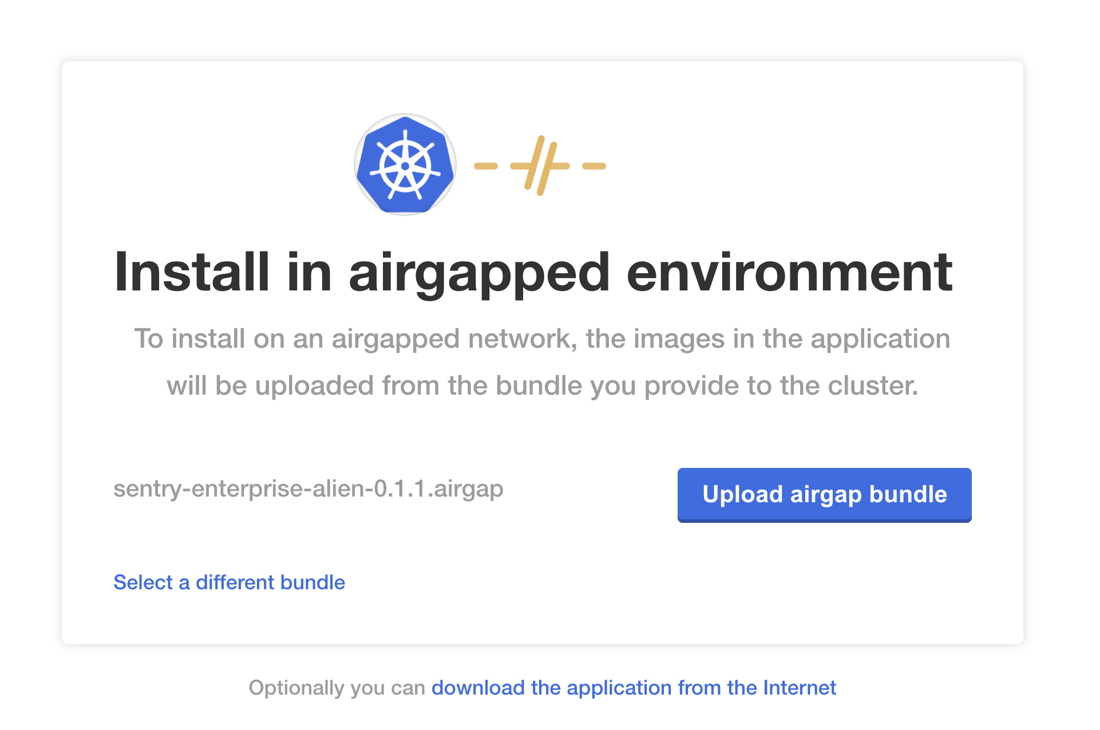 Install in airgapped environment
To install on an airgapped network, the images in the application
will be uploaded from the bundle you provide to the cluster.
sentry-enterprise-alien-0.1.1.airgap
Upload airgap bundle
Select a different bundle
Optionally you can download the application from the Internet